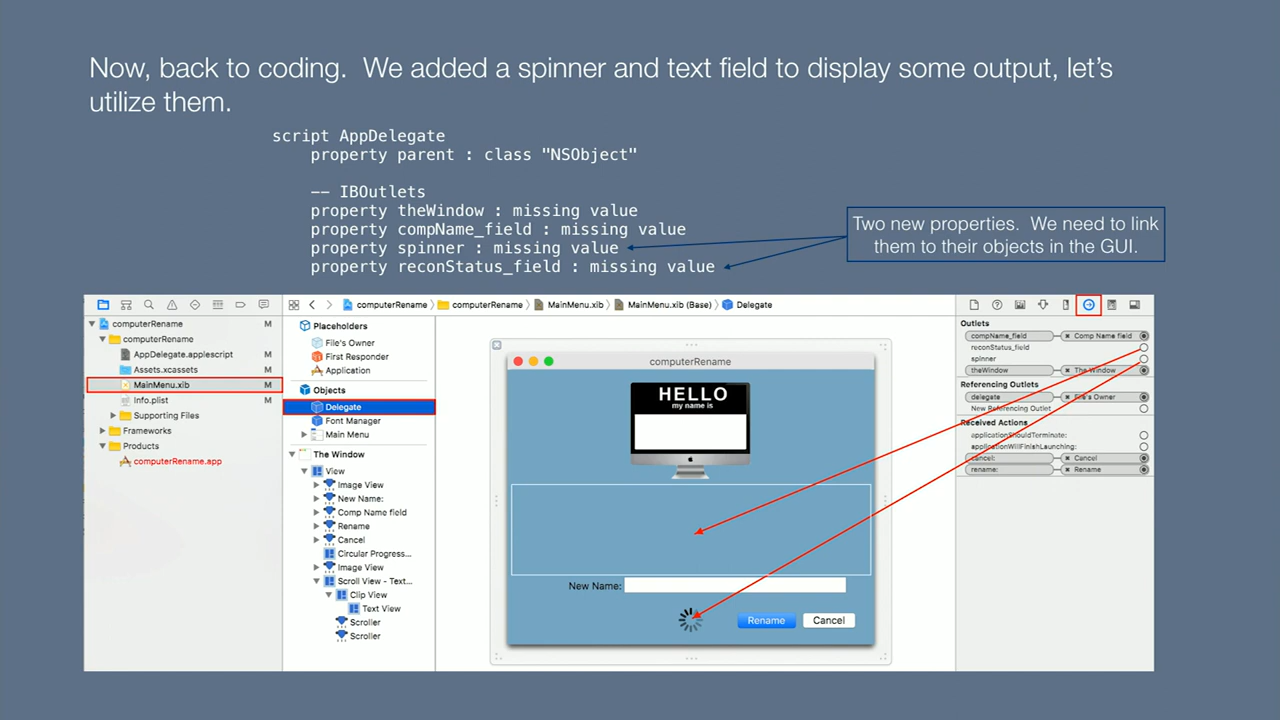 Now, back to coding.  We added a spinner and text field to display some output, let's
utilize them.
script AppDelegate
property parent : class "NSObject"
-- IBOutlets
property theWindow : missing value
property compName_field : missing value
property spinner : missing value
property reconStatus_field : missing value
Two new properties.  We need to link
them to their objects in the GUI.
computerRename
computerRename
MainMenu.xib
MainMenu.xib (Base)
Delegate
computerRename M
computerRename
AppDelegate.applescript M
Assets.xcassets M
MainMenu.xib M
Info.plist M
Supporting Files
Frameworks
Products
computerRename.app
Placeholders
File's Owner
First Responder
Application
Objects
Delegate
Font Manager
Main Menu
The Window
View
Image View
New Name:
Comp Name field
Rename
Cancel
Circular Progress...
Image View
Scroll View - Text...
Clip View
Text View
Scroller
Scroller
computerRename
HELLO
my name is
New Name:
Rename
Cancel
Outlets
compName_field Comp Name field
reconStatus_field
spinner
theWindow The Window
Referencing Outlets
delegate File's Owner
New Referencing Outlet
Received Actions
applicationShouldTerminate:
applicationWillFinishLaunching:
cancel: Cancel
rename: Rename